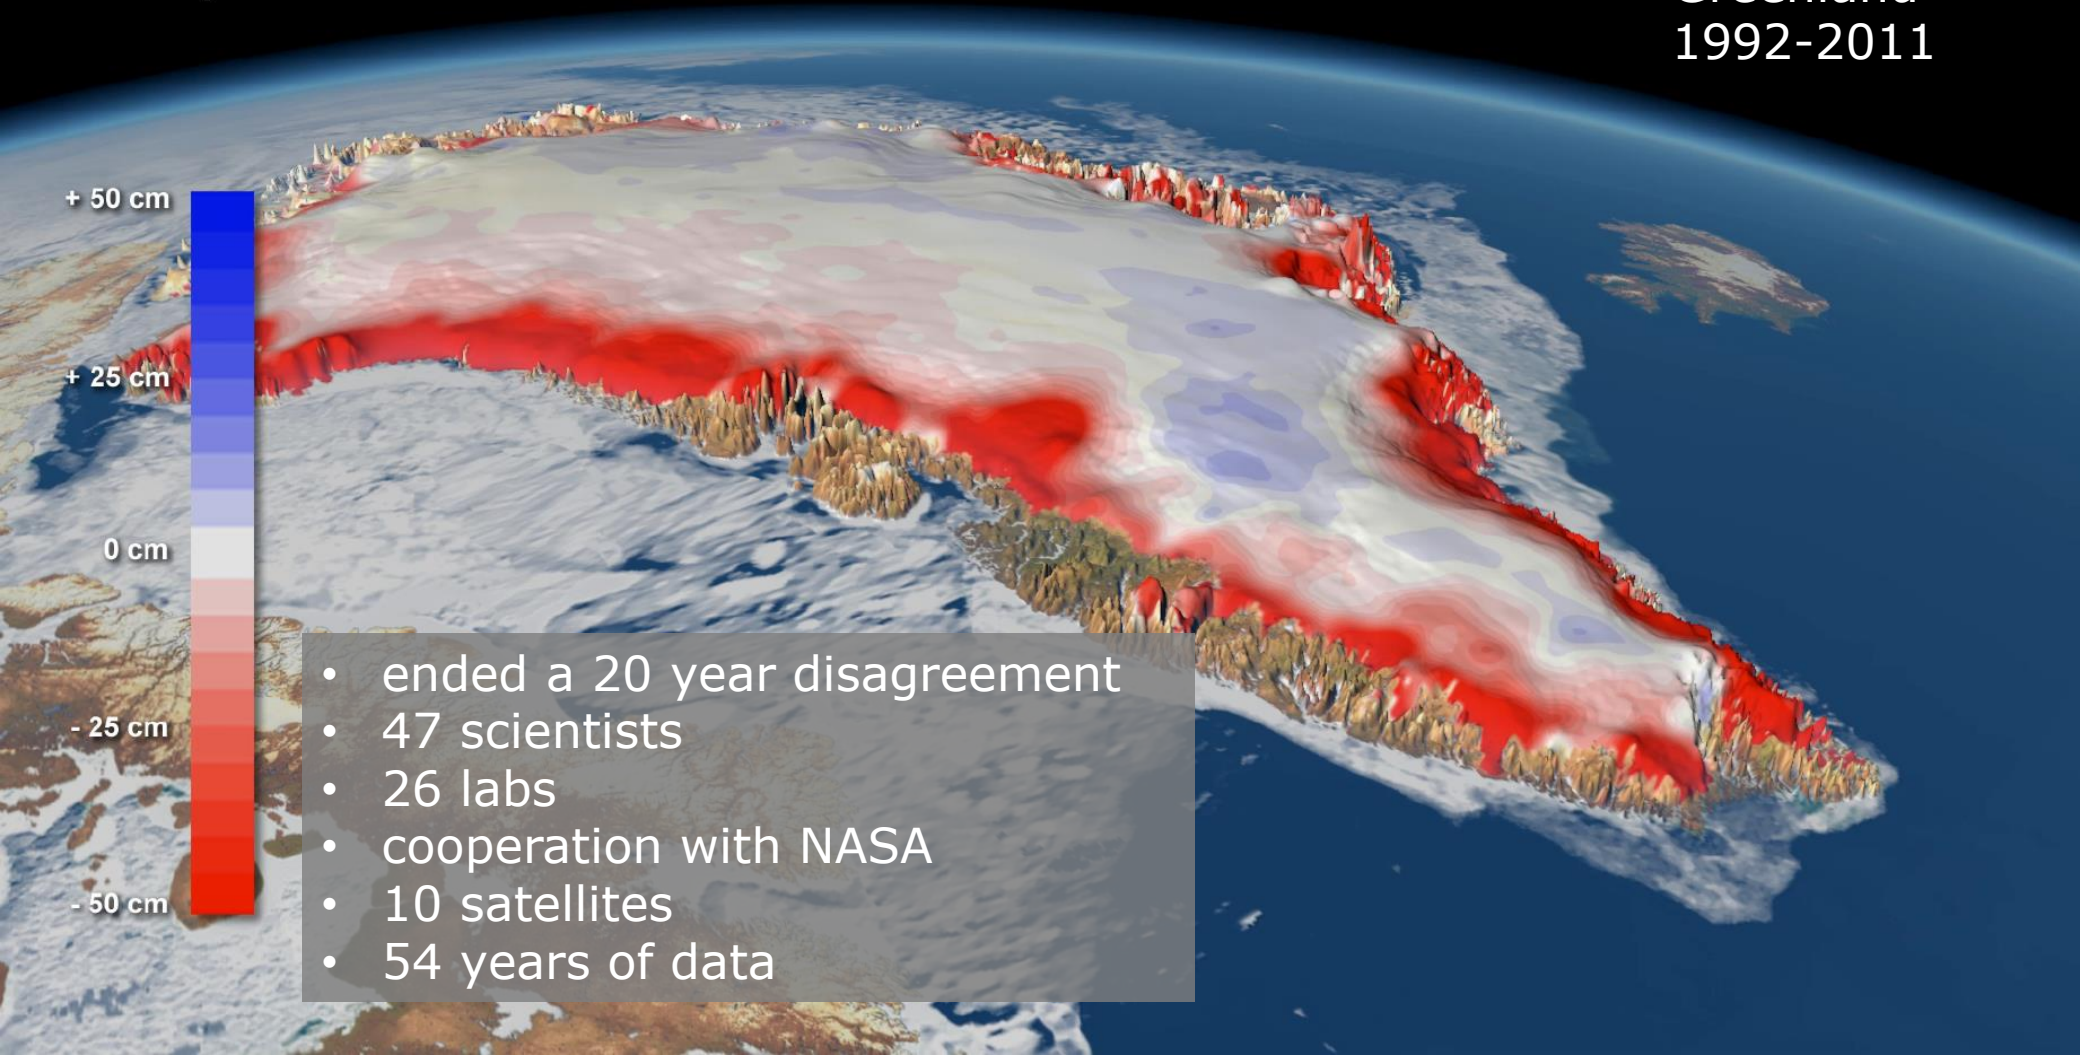 Greenland
1992-2011
+ 50 cm
+ 25 cm
0 cm
- 25 cm
- 50 cm
• ended a 20 year disagreement
• 47 scientists
• 26 labs
• cooperation with NASA
• 10 satellites
• 54 years of data